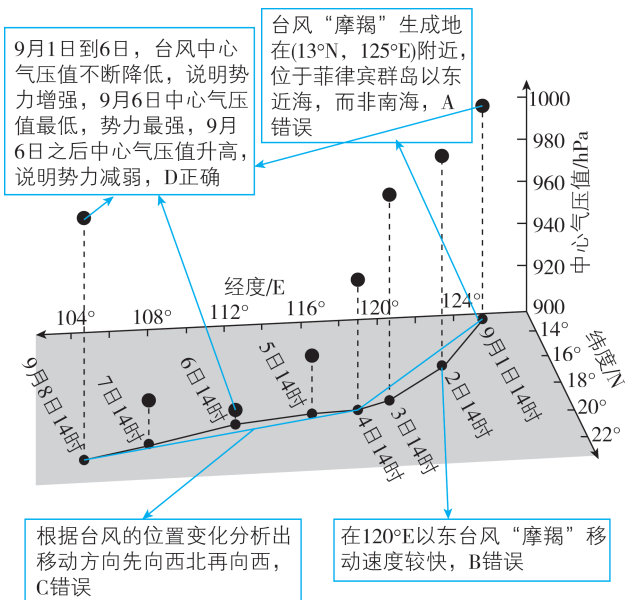 9月1日到6日，台风中心
气压值不断降低，说明势
力增强，9月6日中心气压
值最低，势力最强，9月
6日之后中心气压值升高，
说明势力减弱，D正确
台风“摩羯”生成地
在(13°N，125°E)附近，
位于菲律宾群岛以东
近海，而非南海，A
错误
1000
980
960
940
920
900
中心气压值/hPa
经度/E
104°
108°
112°
116°
120°
124°
14°
16°
18°
20°
22°
纬度/N
9月8日14时
7日14时
6日14时
5日14时
4日14时
3日14时
2日14时
9月1日14时
根据台风的位置变化分析出
移动方向先向西北再向西，
C错误
在120°E以东台风“摩羯”移
动速度较快，B错误